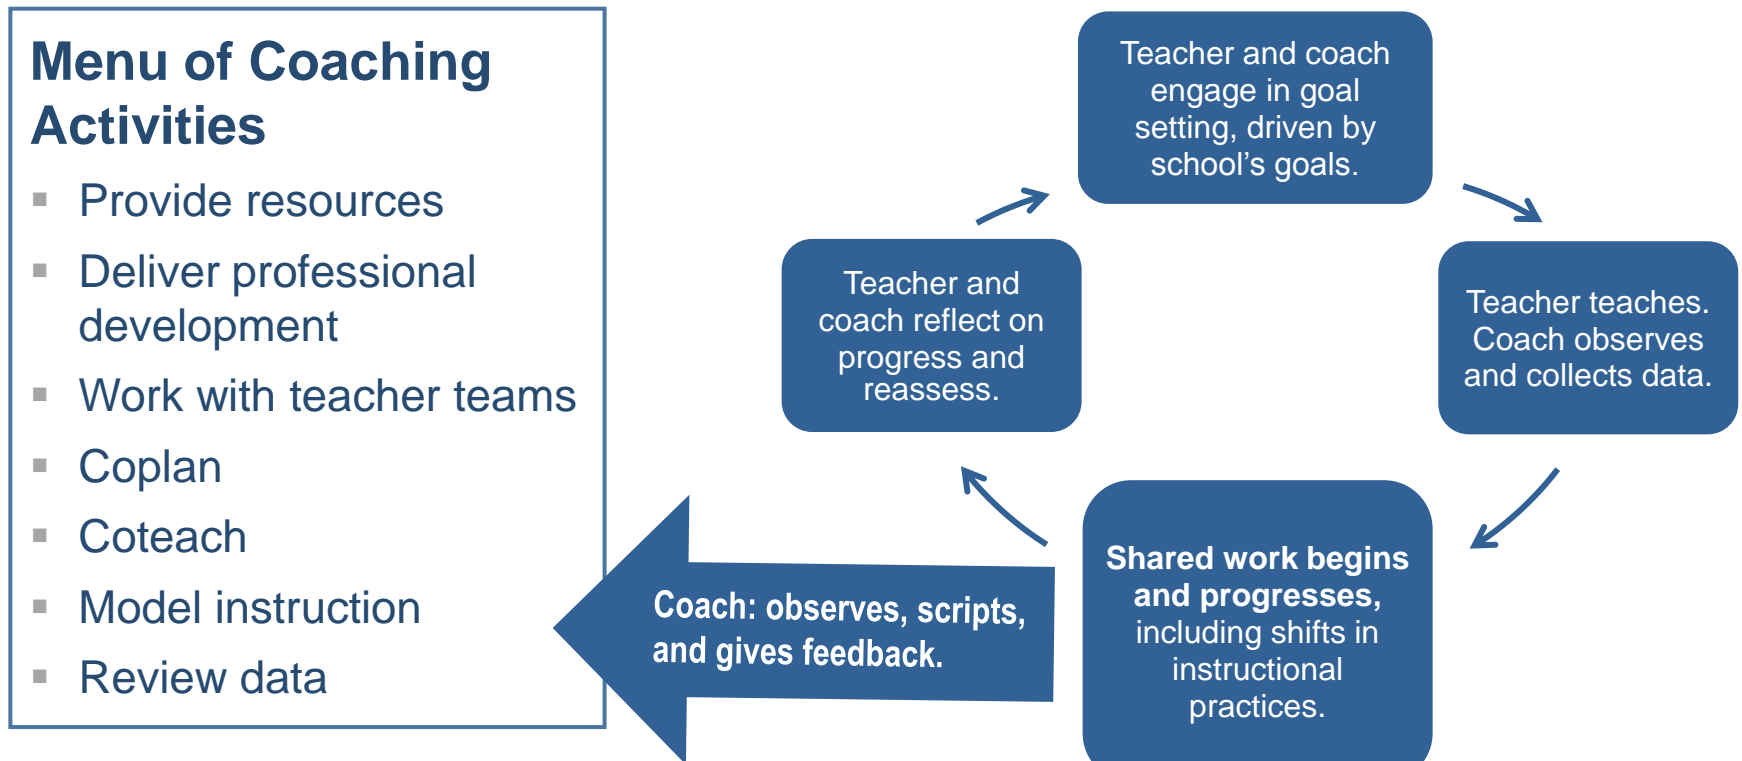 Menu of Coaching
Activities
▪ Provide resources
▪ Deliver professional
development
▪ Work with teacher teams
▪ Coplan
▪ Coteach
▪ Model instruction
▪ Review data
Teacher and coach
engage in goal
setting, driven by
school’s goals.
Teacher teaches.
Coach observes
and collects data.
Shared work begins
and progresses,
including shifts in
instructional
practices.
Coach: observes, scripts,
and gives feedback.
Teacher and
coach reflect on
progress and
reassess.